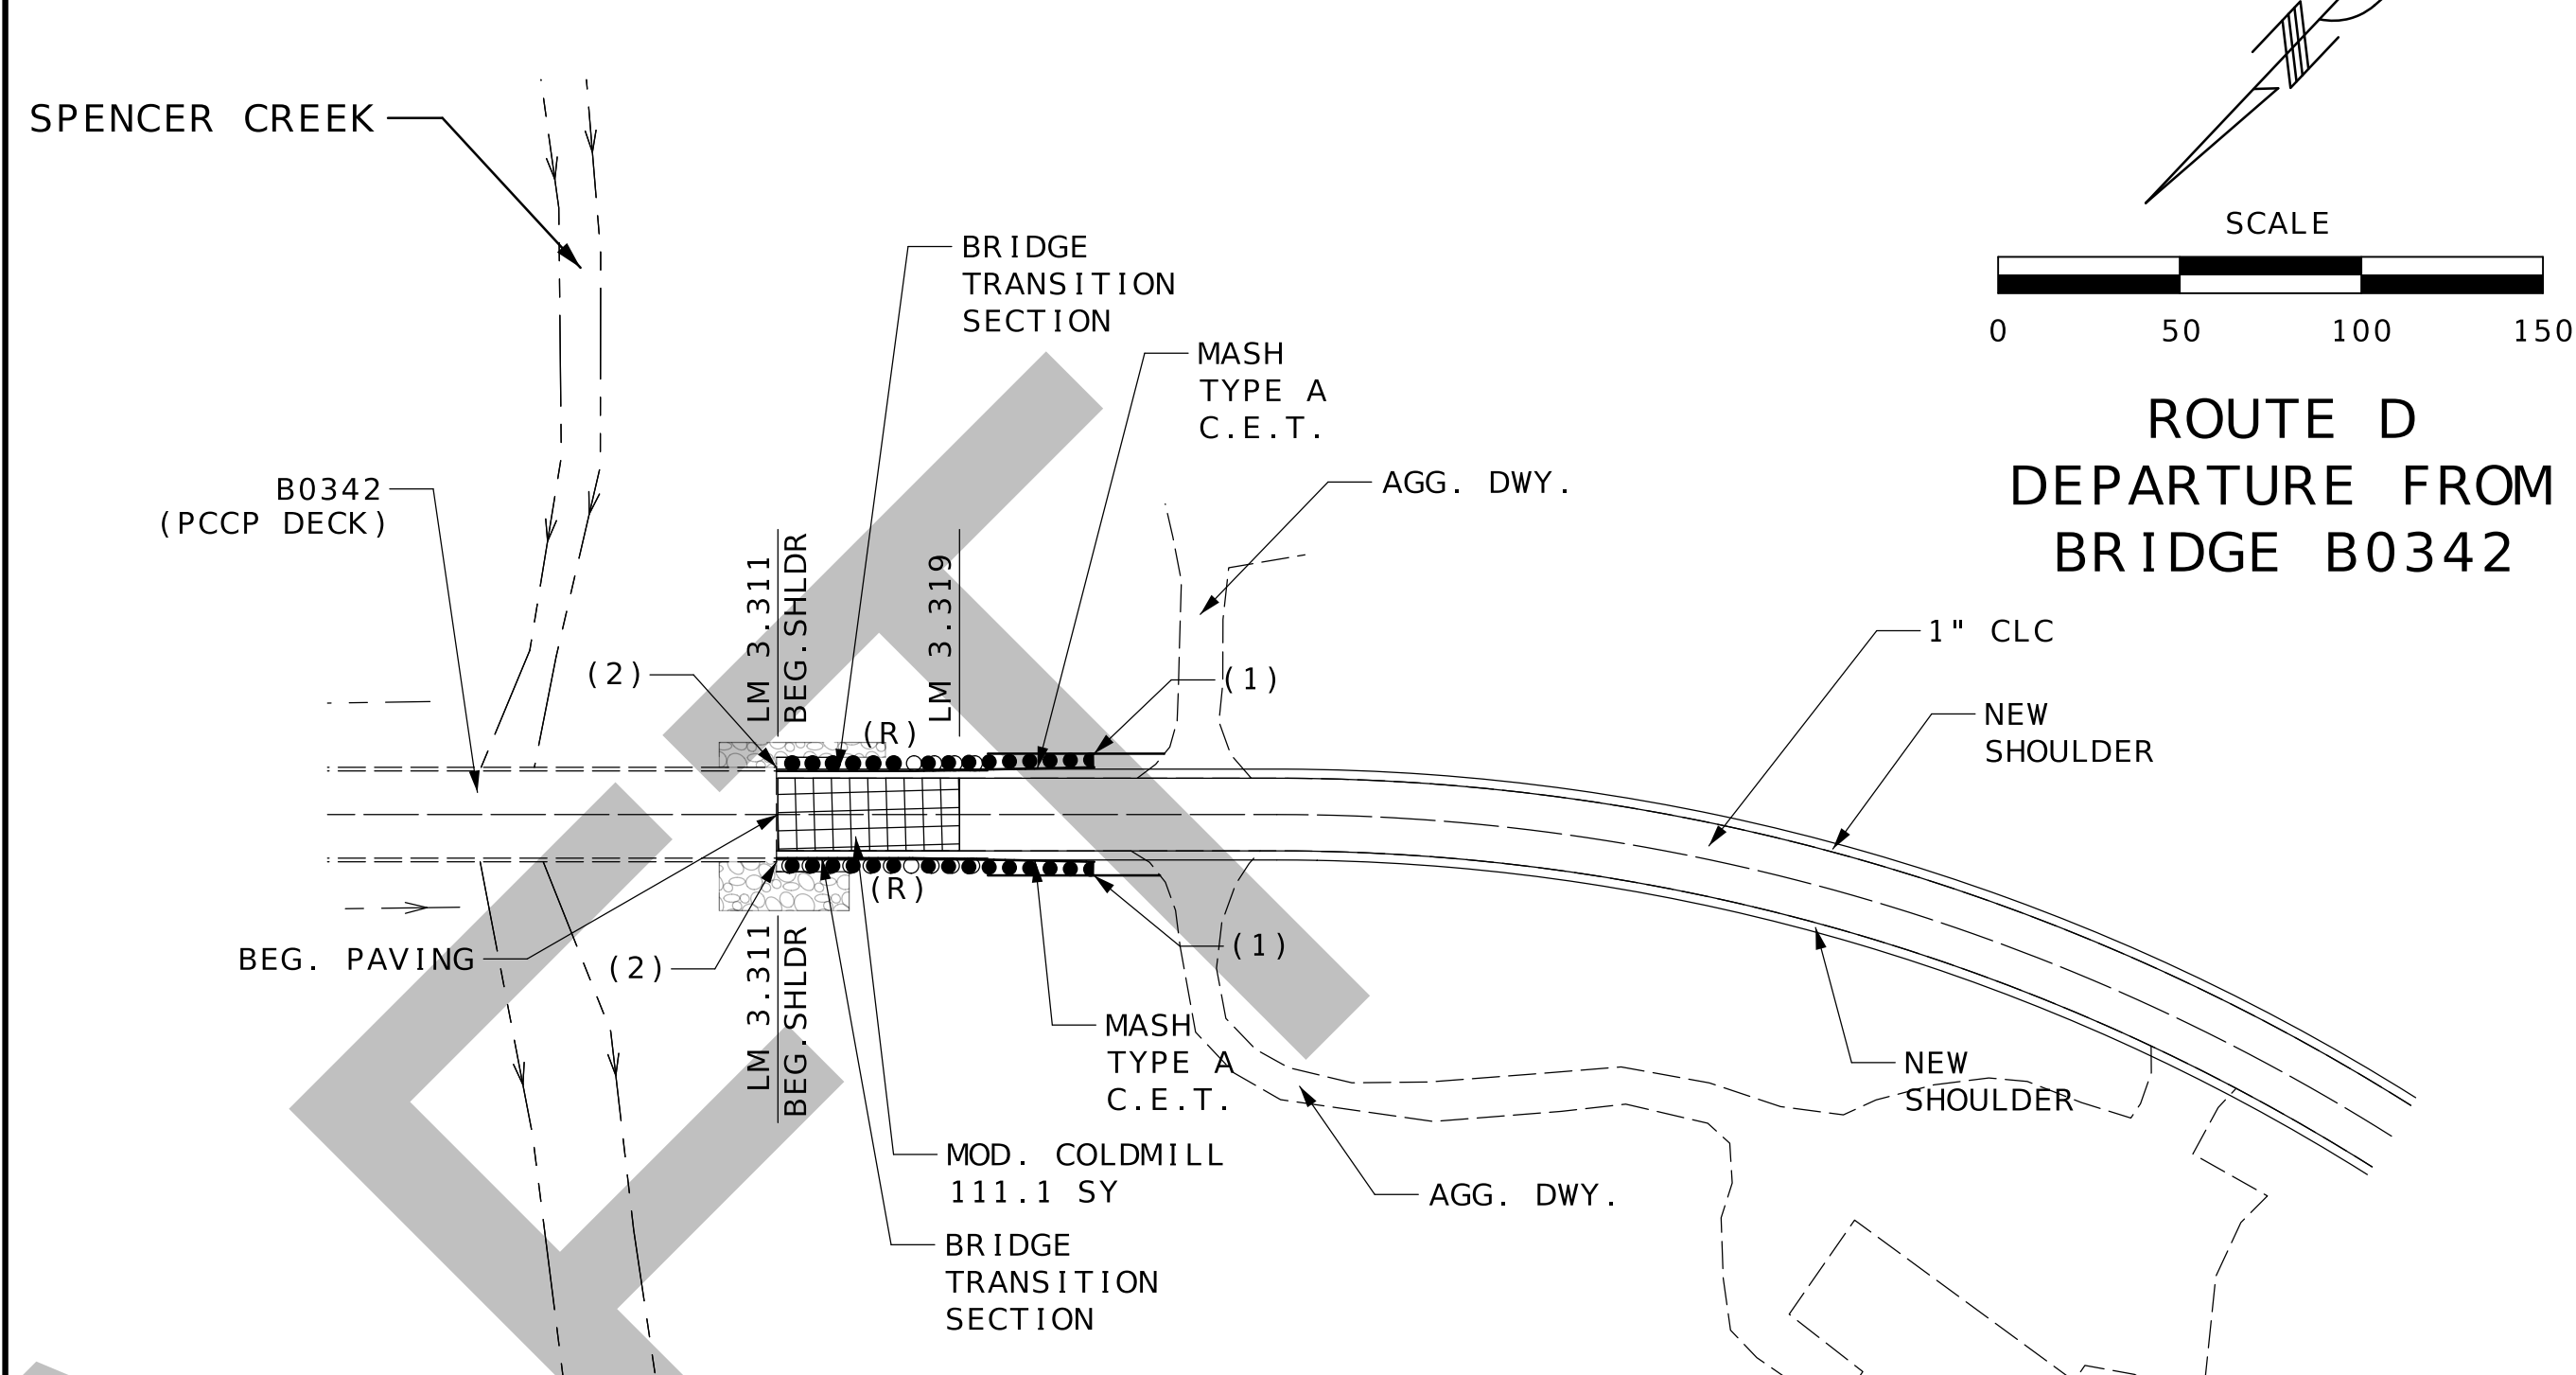 SPENCER CREEK
SCALE
0 50 100 150
ROUTE D
DEPARTURE FROM
BRIDGE B0342
BRIDGE
TRANSITION
SECTION
MASH
TYPE A
C.E.T.
AGG. DWY.
B0342
(PCCP DECK)
LM 3.311
BEG.SHLDR
LM 3.319
1" CLC
(2)
(1)
NEW
SHOULDER
(R)
(R)
BEG. PAVING
(2)
(1)
LM 3.311
BEG.SHLDR
MASH
TYPE A
C.E.T.
NEW
SHOULDER
MOD. COLDMILL
111.1 SY
AGG. DWY.
BRIDGE
TRANSITION
SECTION